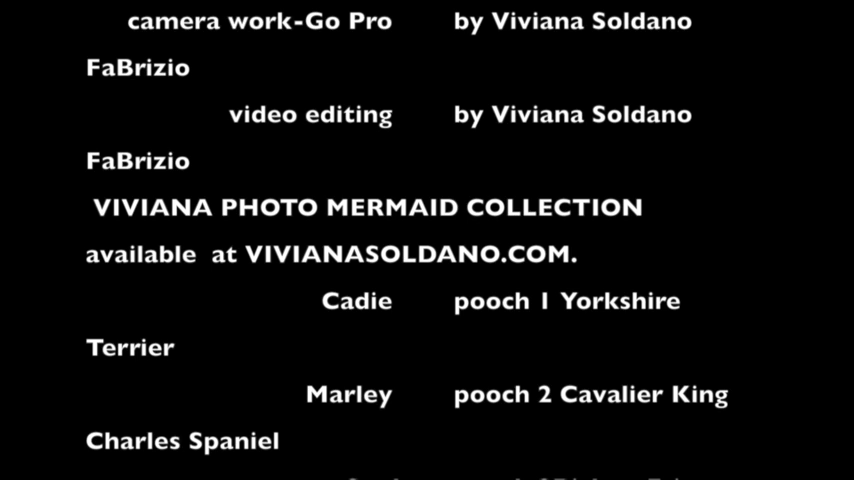 camera work-Go Pro by Viviana Soldano
FaBrizio
video editing by Viviana Soldano
FaBrizio
VIVIANA PHOTO MERMAID COLLECTION
available at VIVIANASOLDANO.COM.
Cadie pooch 1 Yorkshire
Terrier
Marley pooch 2 Cavalier King
Charles Spaniel